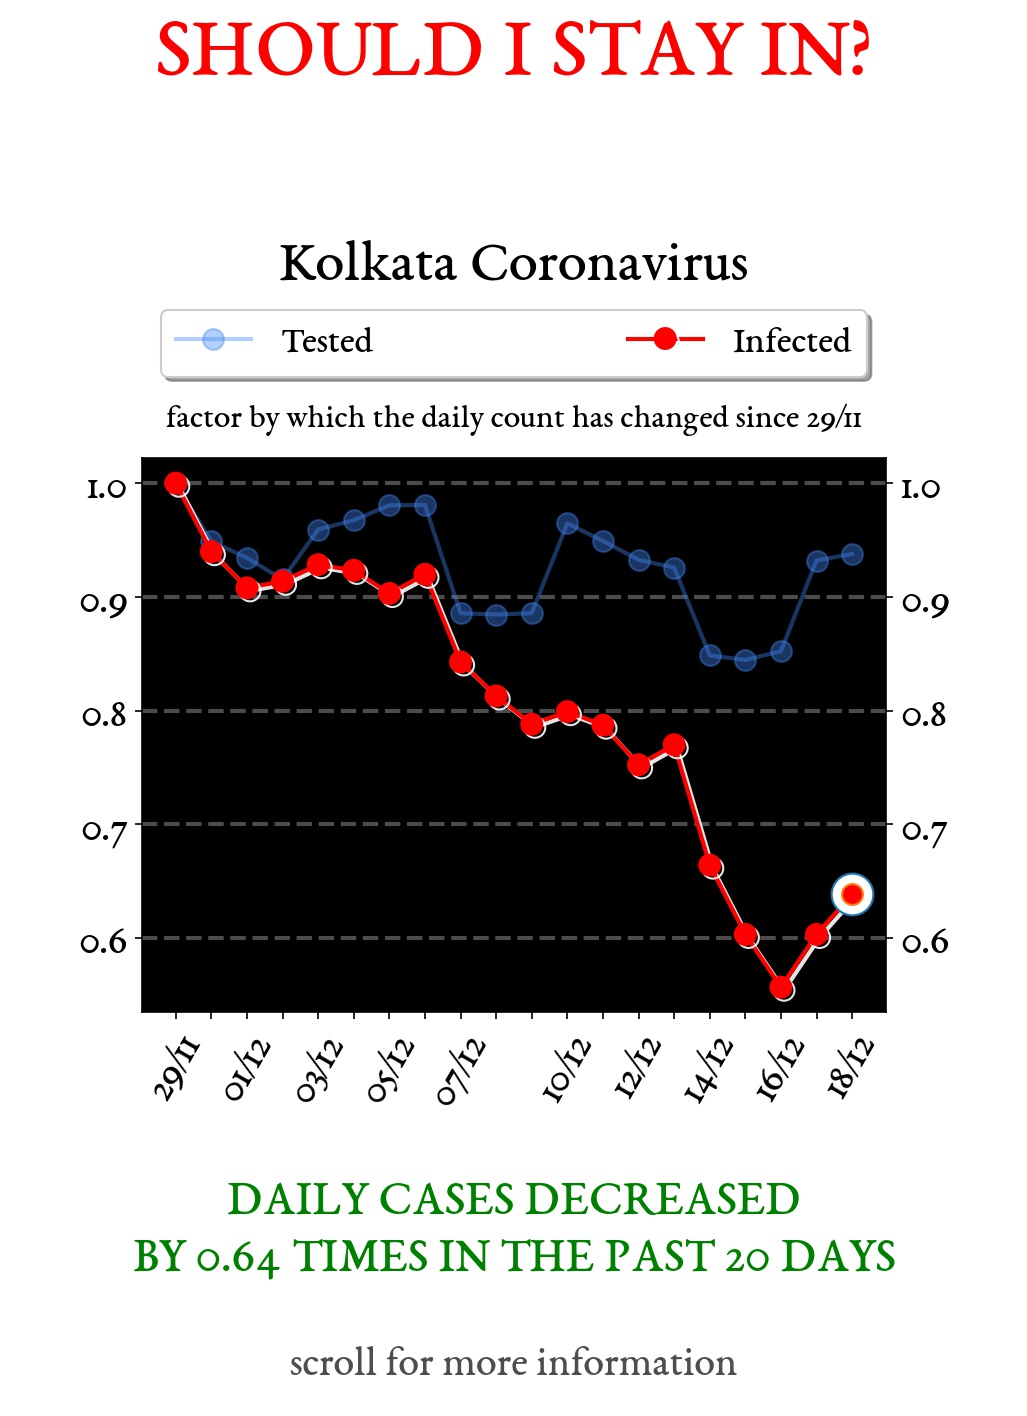 SHOULD I STAY IN?
Kolkata Coronavirus
Tested Infected
factor by which the daily count has changed since 29/11
1.0 1.0
0.9 0.9
0.8 0.8
0.7 0.7
0.6 0.6
29/11 01/12 03/12 05/12 07/12 10/12 12/12 14/12 16/12 18/12
DAILY CASES DECREASED
BY 0.64 TIMES IN THE PAST 20 DAYS
scroll for more information